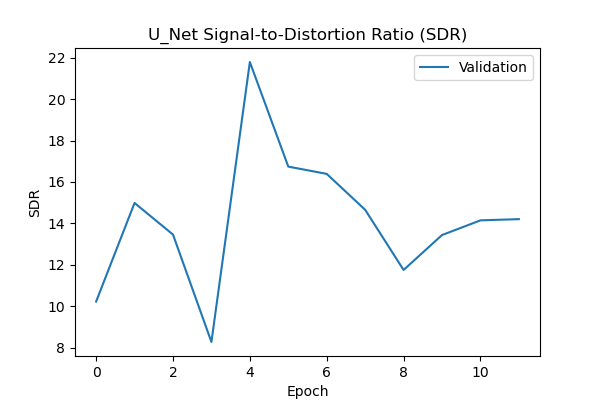 U_Net Signal-to-Distortion Ratio (SDR)
Validation
22
20
18
16
14
12
10
8
SDR
0 2 4 6 8 10
Epoch